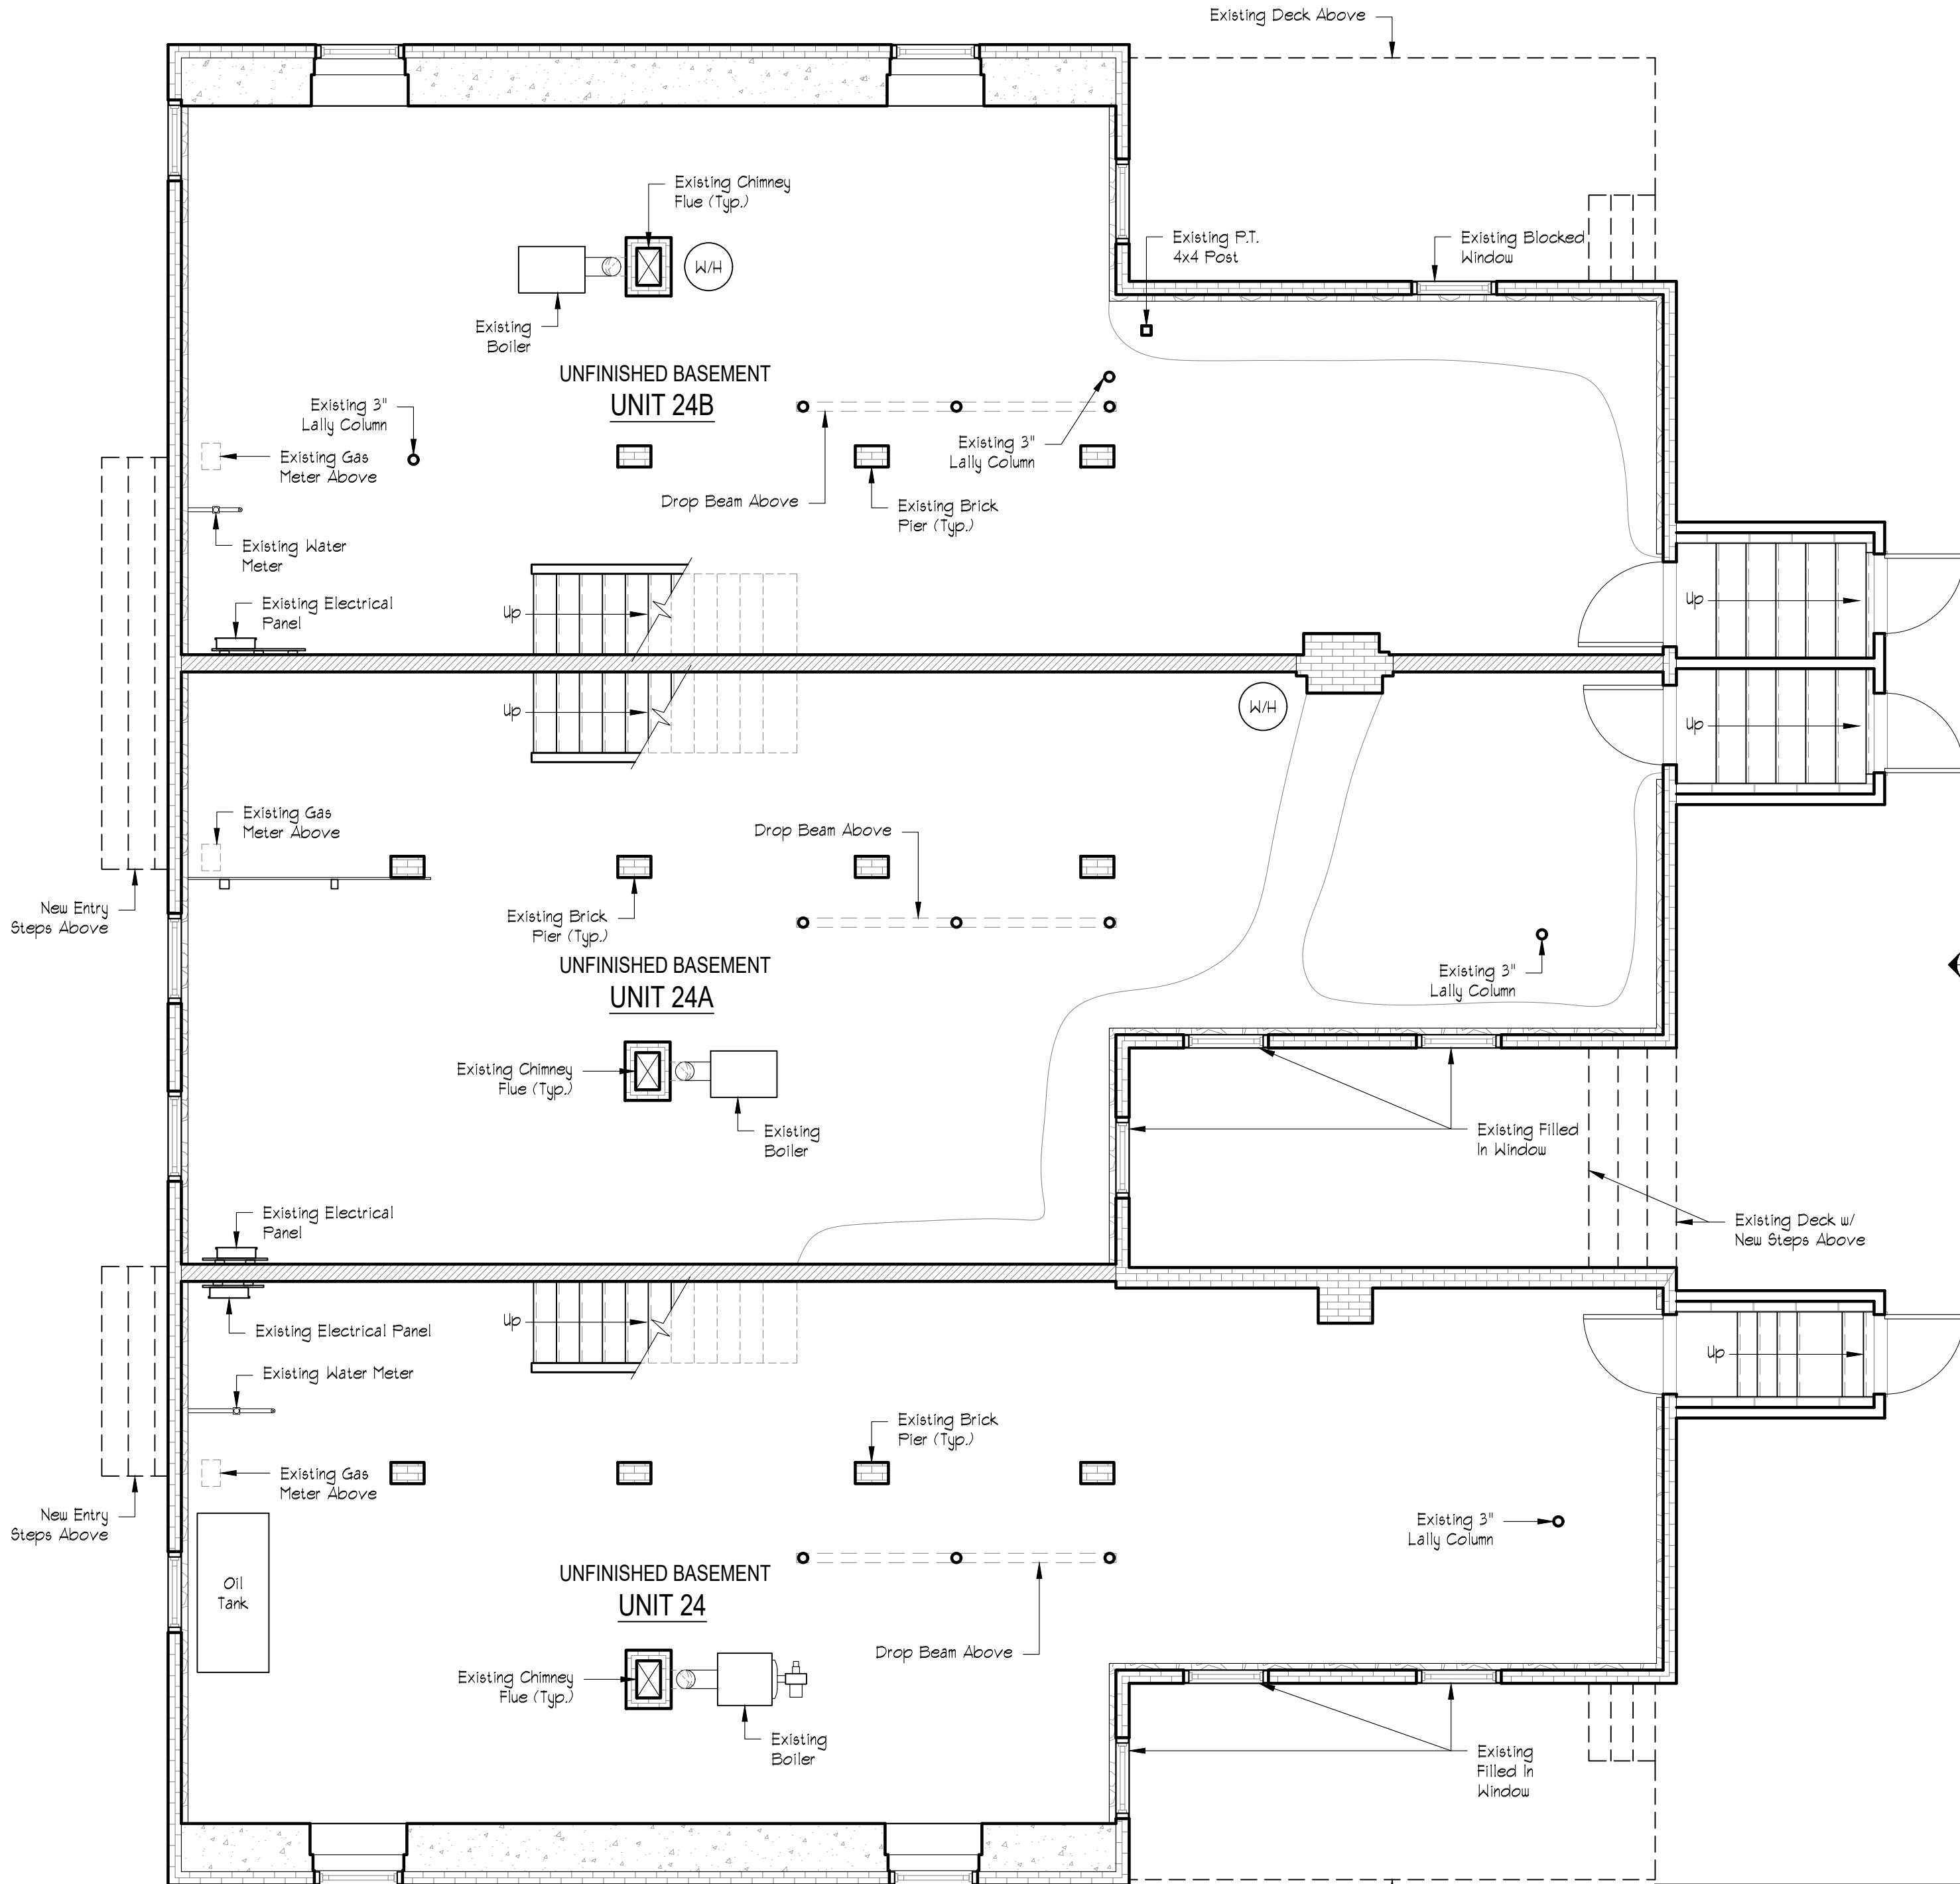 Existing Deck Above
Existing Chimney
Flue (Typ.)
W/H
Existing P.T.
4x4 Post
Existing Blocked
Window
Existing
Boiler
UNFINISHED BASEMENT
UNIT 24B
Existing 3"
Lally Column
Existing 3"
Lally Column
Existing Gas
Meter Above
Drop Beam Above
Existing Brick
Pier (Typ.)
Existing Water
Meter
Existing Electrical
Panel
Up
Up
Up
W/H
Up
Existing Gas
Meter Above
Drop Beam Above
New Entry
Steps Above
Existing Brick
Pier (Typ.)
UNFINISHED BASEMENT
UNIT 24A
Existing 3"
Lally Column
Existing Chimney
Flue (Typ.)
Existing
Boiler
Existing Filled
In Window
Existing Electrical
Panel
Existing Deck w/
New Steps Above
Existing Electrical Panel
Up
Up
Existing Water Meter
Existing Brick
Pier (Typ.)
Existing Gas
Meter Above
New Entry
Steps Above
Existing 3"
Lally Column
Oil
Tank
UNFINISHED BASEMENT
UNIT 24
Drop Beam Above
Existing Chimney
Flue (Typ.)
Existing
Boiler
Existing
Filled In
Window